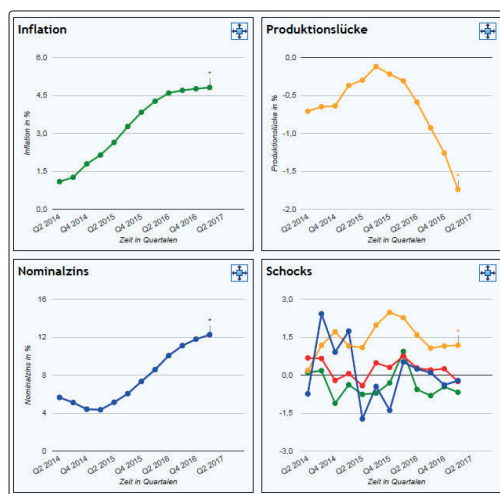 Inflation
6,0
4,5
3,0
1,5
0,0
Inflation in %
Q2 2014
Q4 2014
Q2 2015
Q4 2015
Q2 2016
Q4 2016
Q2 2017
Zeit in Quartalen
Produktionslücke
0,0
-0,5
-1,0
-1,5
-2,0
Produktionslücke in %
Q2 2014
Q4 2014
Q2 2015
Q4 2015
Q2 2016
Q4 2016
Q2 2017
Zeit in Quartalen
Nominalzins
16
12
8
4
0
Nominalzins in %
Q2 2014
Q4 2014
Q2 2015
Q4 2015
Q2 2016
Q4 2016
Q2 2017
Zeit in Quartalen
Schocks
3,0
1,5
0,0
-1,5
-3,0
Q2 2014
Q4 2014
Q2 2015
Q4 2015
Q2 2016
Q4 2016
Q2 2017
Zeit in Quartalen